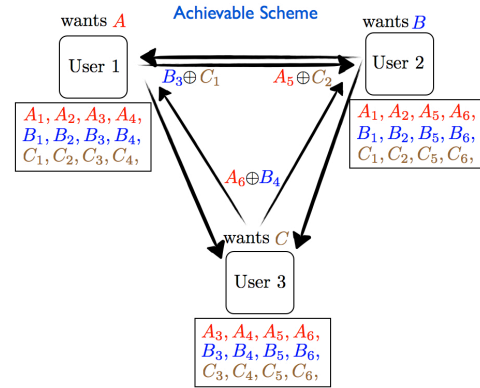 Achievable Scheme
wants A
wants B
User 1
User 2
B₃⊕C₁
A₅⊕C₂
A₁, A₂, A₃, A₄,
B₁, B₂, B₃, B₄,
C₁, C₂, C₃, C₄,
A₁, A₂, A₅, A₆,
B₁, B₂, B₅, B₆,
C₁, C₂, C₅, C₆,
A₆⊕B₄
wants C
User 3
A₃, A₄, A₅, A₆,
B₃, B₄, B₅, B₆,
C₃, C₄, C₅, C₆,